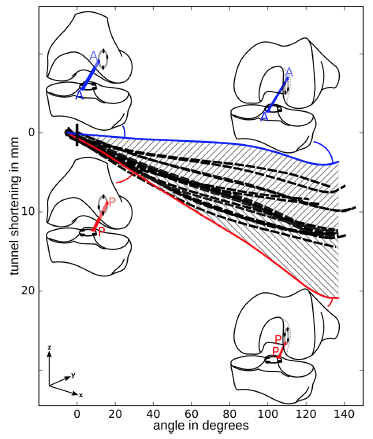 A
A
A
A
0
P
P
10
20
P
P
z
y
x
0
20
40
60
80
100
120
140
tunnel shortening in mm
angle in degrees